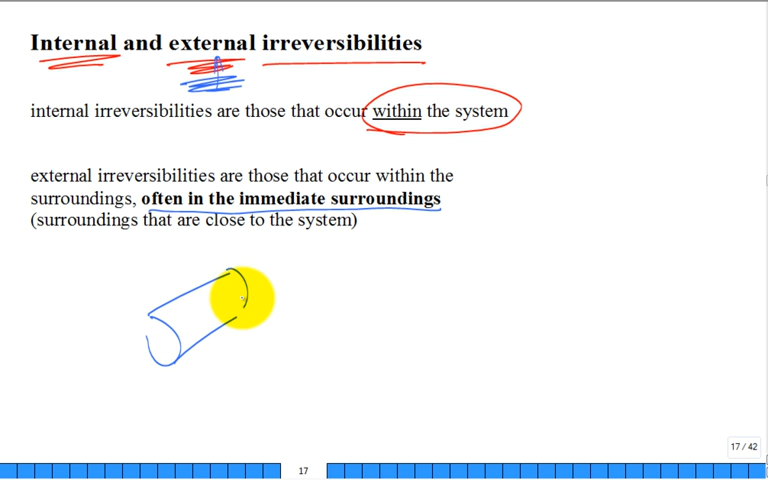 Internal and external irreversibilities
internal irreversibilities are those that occur within the system
external irreversibilities are those that occur within the
surroundings, often in the immediate surroundings
(surroundings that are close to the system)
17 / 42
17